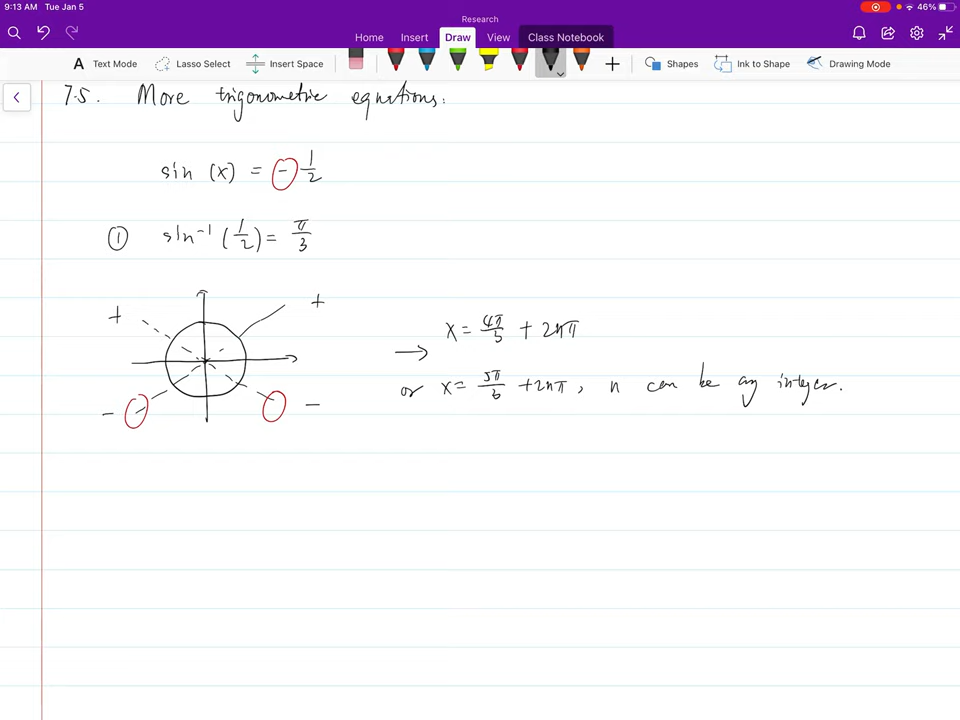 9:13 AM Tue Jan 5
46%
Research
Home Insert Draw View Class Notebook
A Text Mode Lasso Select Insert Space Shapes Ink to Shape Drawing Mode
7.5. More trigonometric equations:
sin (x) = - 1/2
① sin⁻¹ (1/2) = π/3
+ +
x = 4π/3 + 2nπ
→
or x = 5π/3 + 2nπ, n can be any integer.
- -